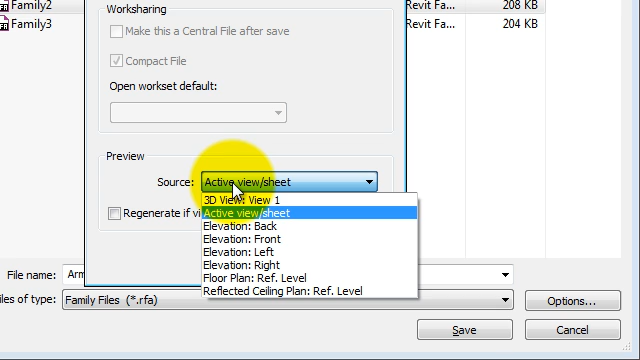 Family2 Revit Fa... 208 KB
Family3 Revit Fa... 204 KB
Worksharing
Make this a Central File after save
Compact File
Open workset default:
Preview
Source: Active view/sheet
3D View: View 1
Active view/sheet
Regenerate if vi
Elevation: Back
Elevation: Front
Elevation: Left
Elevation: Right
Floor Plan: Ref. Level
Reflected Ceiling Plan: Ref. Level
File name: Arm
iles of type: Family Files (*.rfa)
Options...
Save Cancel